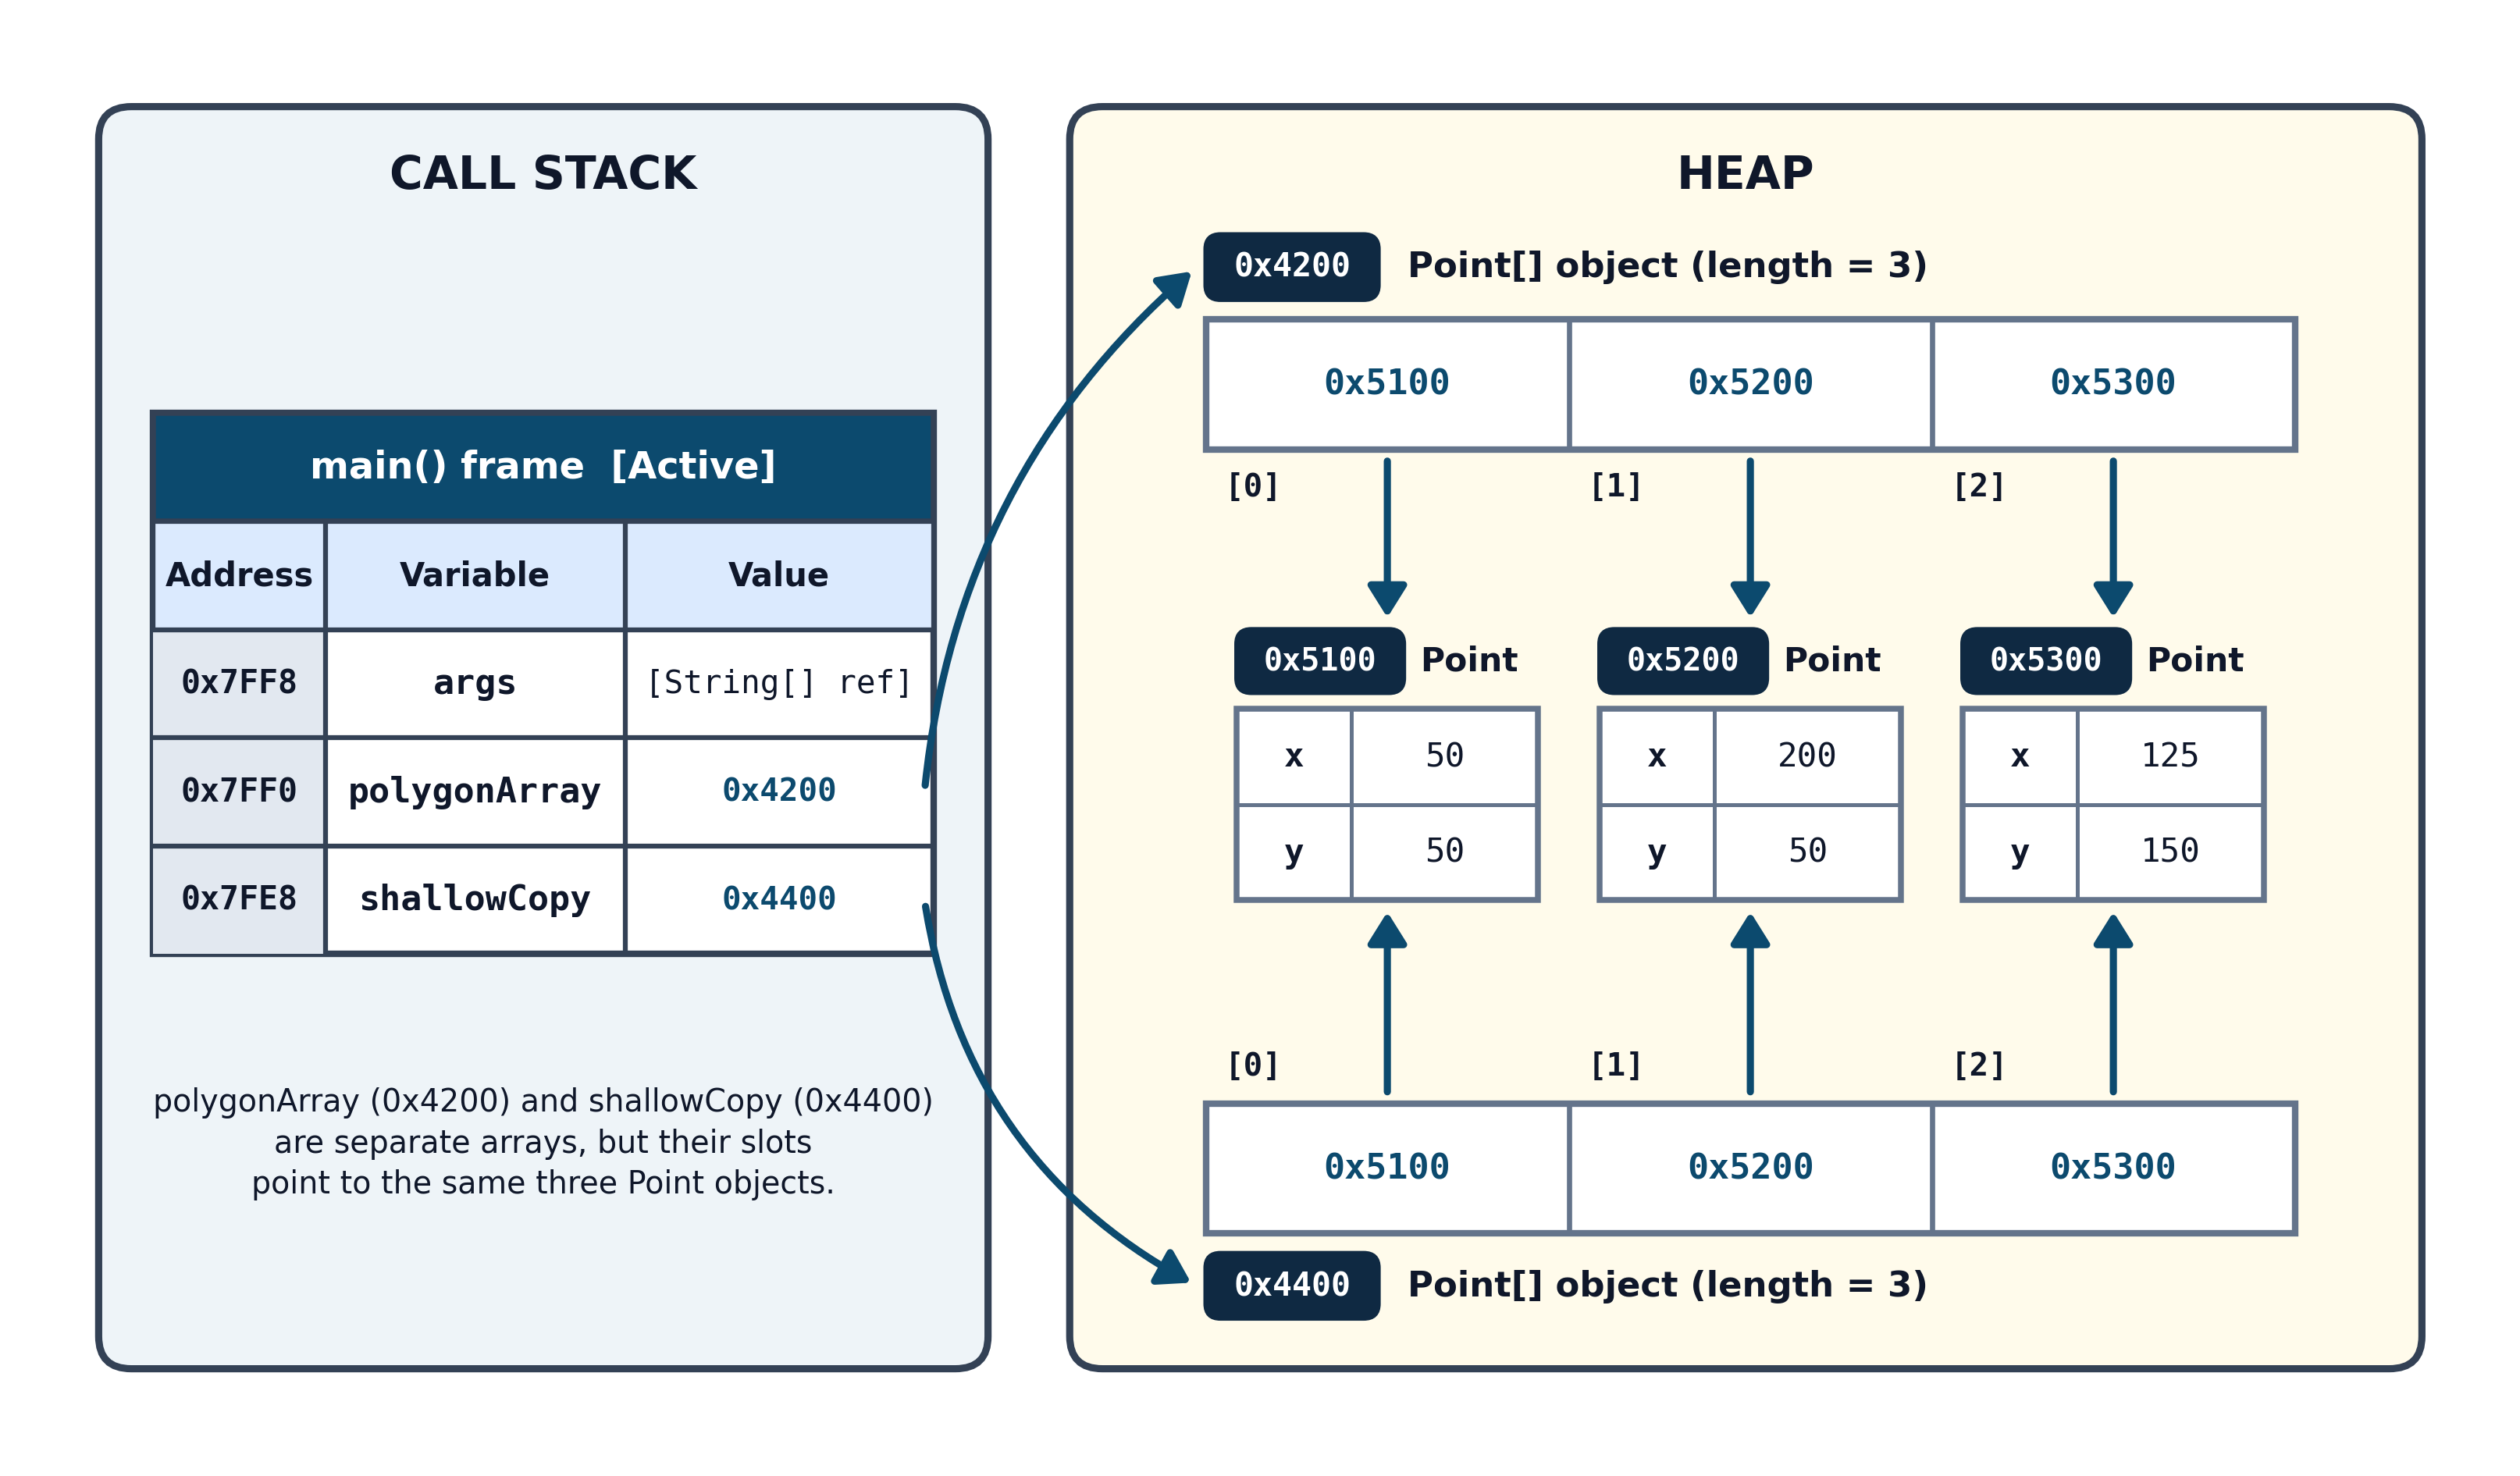 CALL STACK
main() frame  [Active]
Address Variable Value
0x7FF8 args [String[] ref]
0x7FF0 polygonArray 0x4200
0x7FE8 shallowCopy 0x4400
polygonArray (0x4200) and shallowCopy (0x4400)
are separate arrays, but their slots
point to the same three Point objects.
HEAP
0x4200 Point[] object (length = 3)
0x5100 0x5200 0x5300
[0] [1] [2]
0x5100 Point 0x5200 Point 0x5300 Point
x 50 x 200 x 125
y 50 y 50 y 150
[0] [1] [2]
0x5100 0x5200 0x5300
0x4400 Point[] object (length = 3)